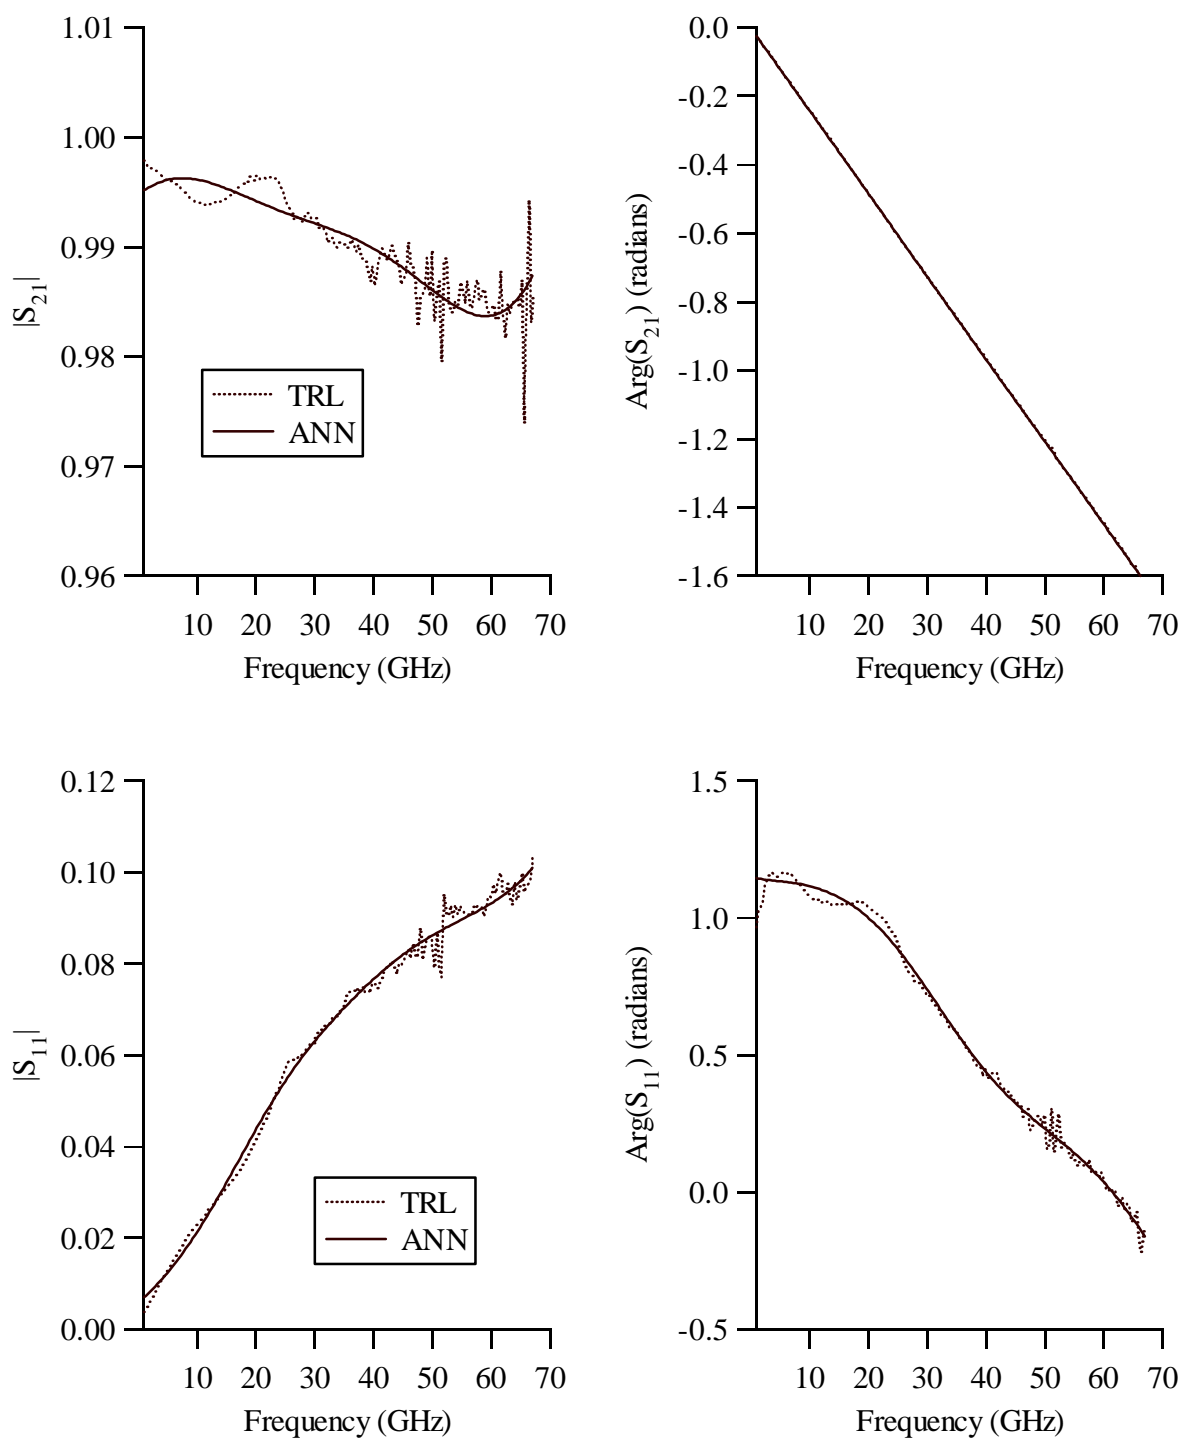 1.01
1.00
0.99
0.98
0.97
0.96
|S21|
TRL
ANN
10 20 30 40 50 60 70
Frequency (GHz)
0.0
-0.2
-0.4
-0.6
-0.8
-1.0
-1.2
-1.4
-1.6
Arg(S21) (radians)
10 20 30 40 50 60 70
Frequency (GHz)
0.12
0.10
0.08
0.06
0.04
0.02
0.00
|S11|
TRL
ANN
10 20 30 40 50 60 70
Frequency (GHz)
1.5
1.0
0.5
0.0
-0.5
Arg(S11) (radians)
10 20 30 40 50 60 70
Frequency (GHz)